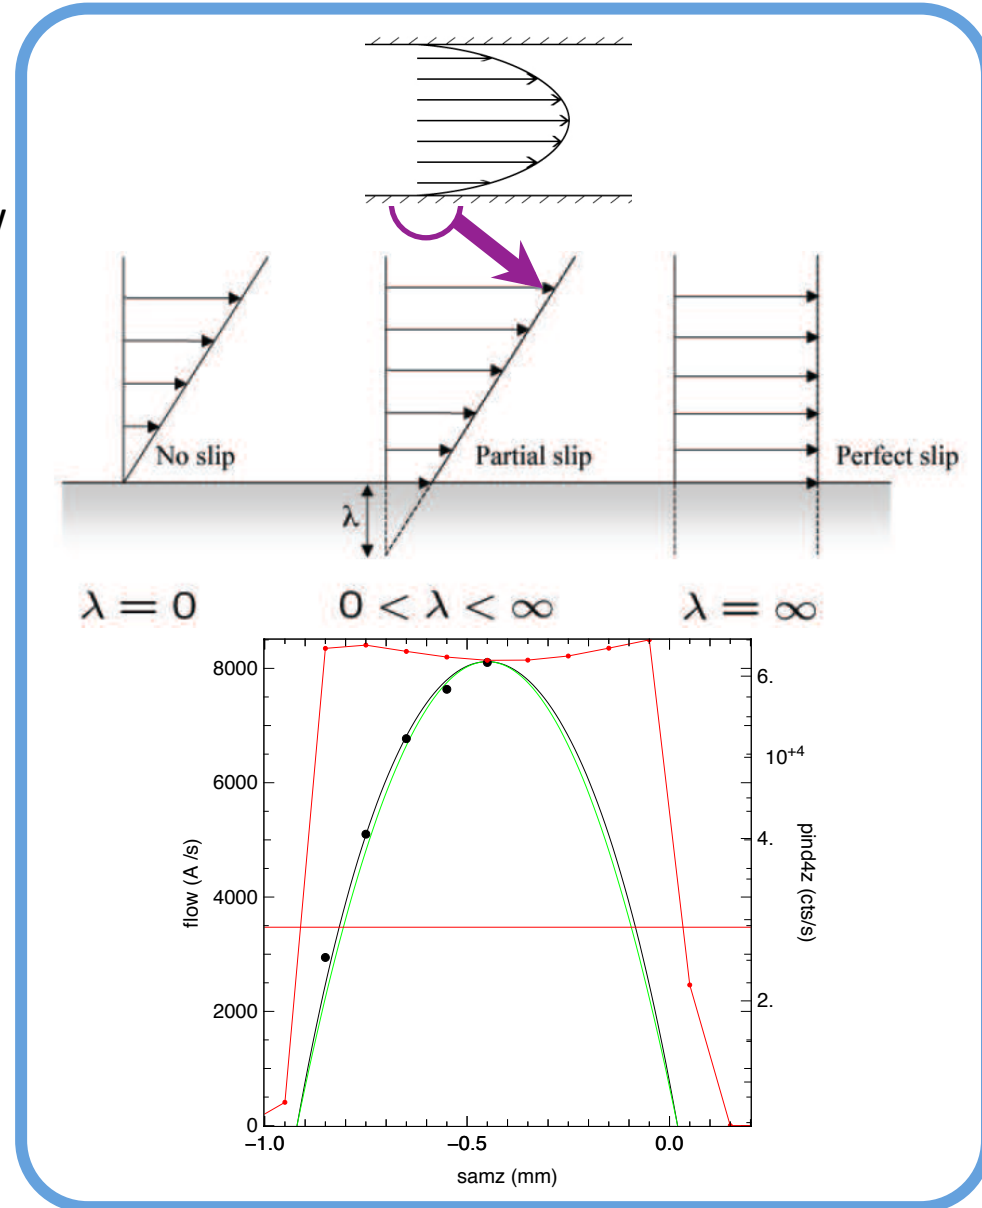 No slip Partial slip Perfect slip
λ
λ = 0 0 < λ < ∞ λ = ∞
8000
6000
4000
2000
0
flow (A /s)
6.
10+4
4.
2.
pind4z (cts/s)
−1.0 −0.5 0.0
samz (mm)